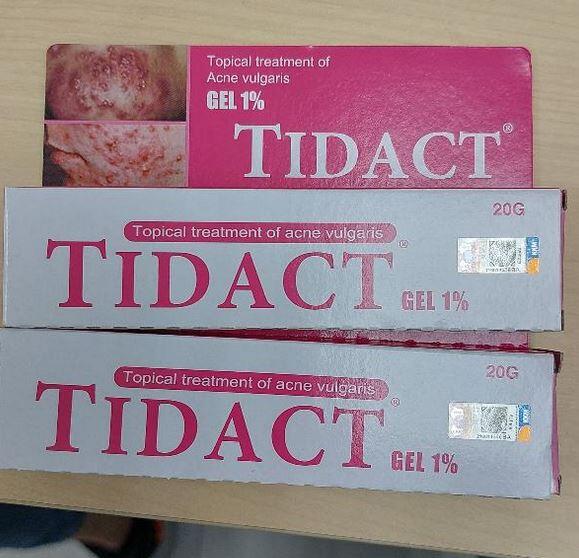 Topical treatment of
Acne vulgaris
GEL 1%
TIDACT®
20G
Topical treatment of acne vulgaris
TIDACT®
GEL 1%
20G
Topical treatment of acne vulgaris
TIDACT®
GEL 1%